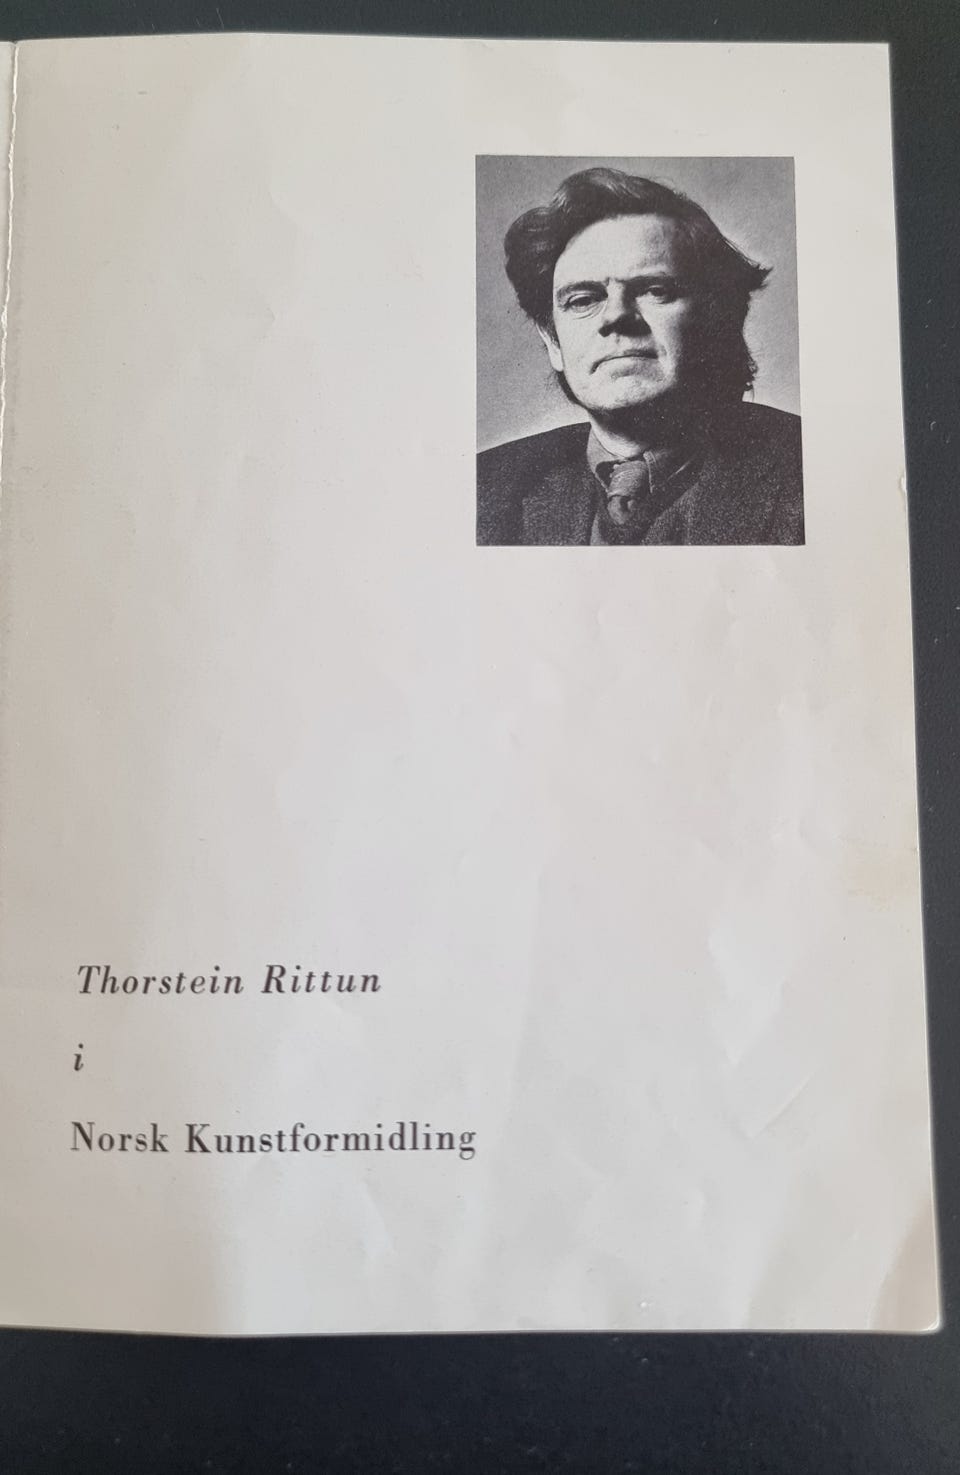 Thorstein Rittun
i
Norsk Kunstformidling